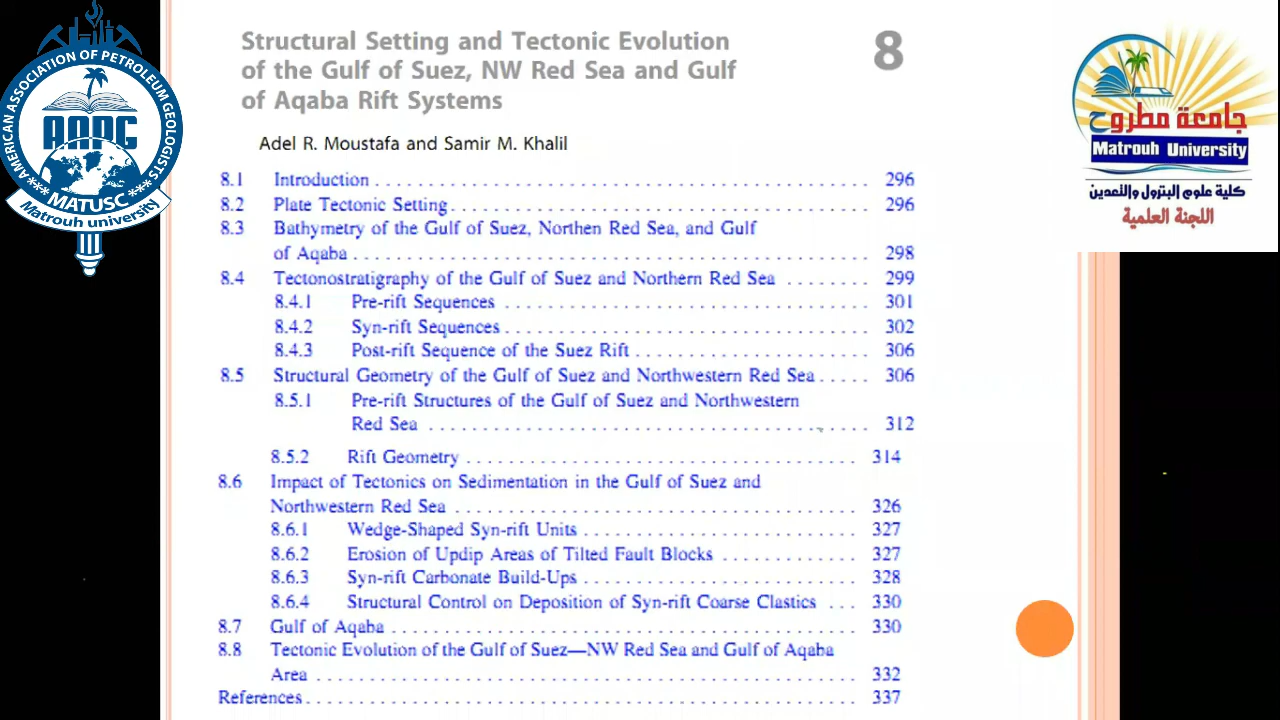 AMERICAN ASSOCIATION OF PETROLEUM GEOLOGISTS
AAPG
***MATUSC***
Matrouh university
Structural Setting and Tectonic Evolution
of the Gulf of Suez, NW Red Sea and Gulf
of Aqaba Rift Systems
8
Adel R. Moustafa and Samir M. Khalil
8.1 Introduction 296
8.2 Plate Tectonic Setting 296
8.3 Bathymetry of the Gulf of Suez, Northen Red Sea, and Gulf
of Aqaba 298
8.4 Tectonostratigraphy of the Gulf of Suez and Northern Red Sea 299
8.4.1 Pre-rift Sequences 301
8.4.2 Syn-rift Sequences 302
8.4.3 Post-rift Sequence of the Suez Rift 306
8.5 Structural Geometry of the Gulf of Suez and Northwestern Red Sea 306
8.5.1 Pre-rift Structures of the Gulf of Suez and Northwestern
Red Sea 312
8.5.2 Rift Geometry 314
8.6 Impact of Tectonics on Sedimentation in the Gulf of Suez and
Northwestern Red Sea 326
8.6.1 Wedge-Shaped Syn-rift Units 327
8.6.2 Erosion of Updip Areas of Tilted Fault Blocks 327
8.6.3 Syn-rift Carbonate Build-Ups 328
8.6.4 Structural Control on Deposition of Syn-rift Coarse Clastics 330
8.7 Gulf of Aqaba 330
8.8 Tectonic Evolution of the Gulf of Suez—NW Red Sea and Gulf of Aqaba
Area 332
References 337
جامعة مطروح
Matrouh University
كلية علوم البترول والتعدين
اللجنة العلمية